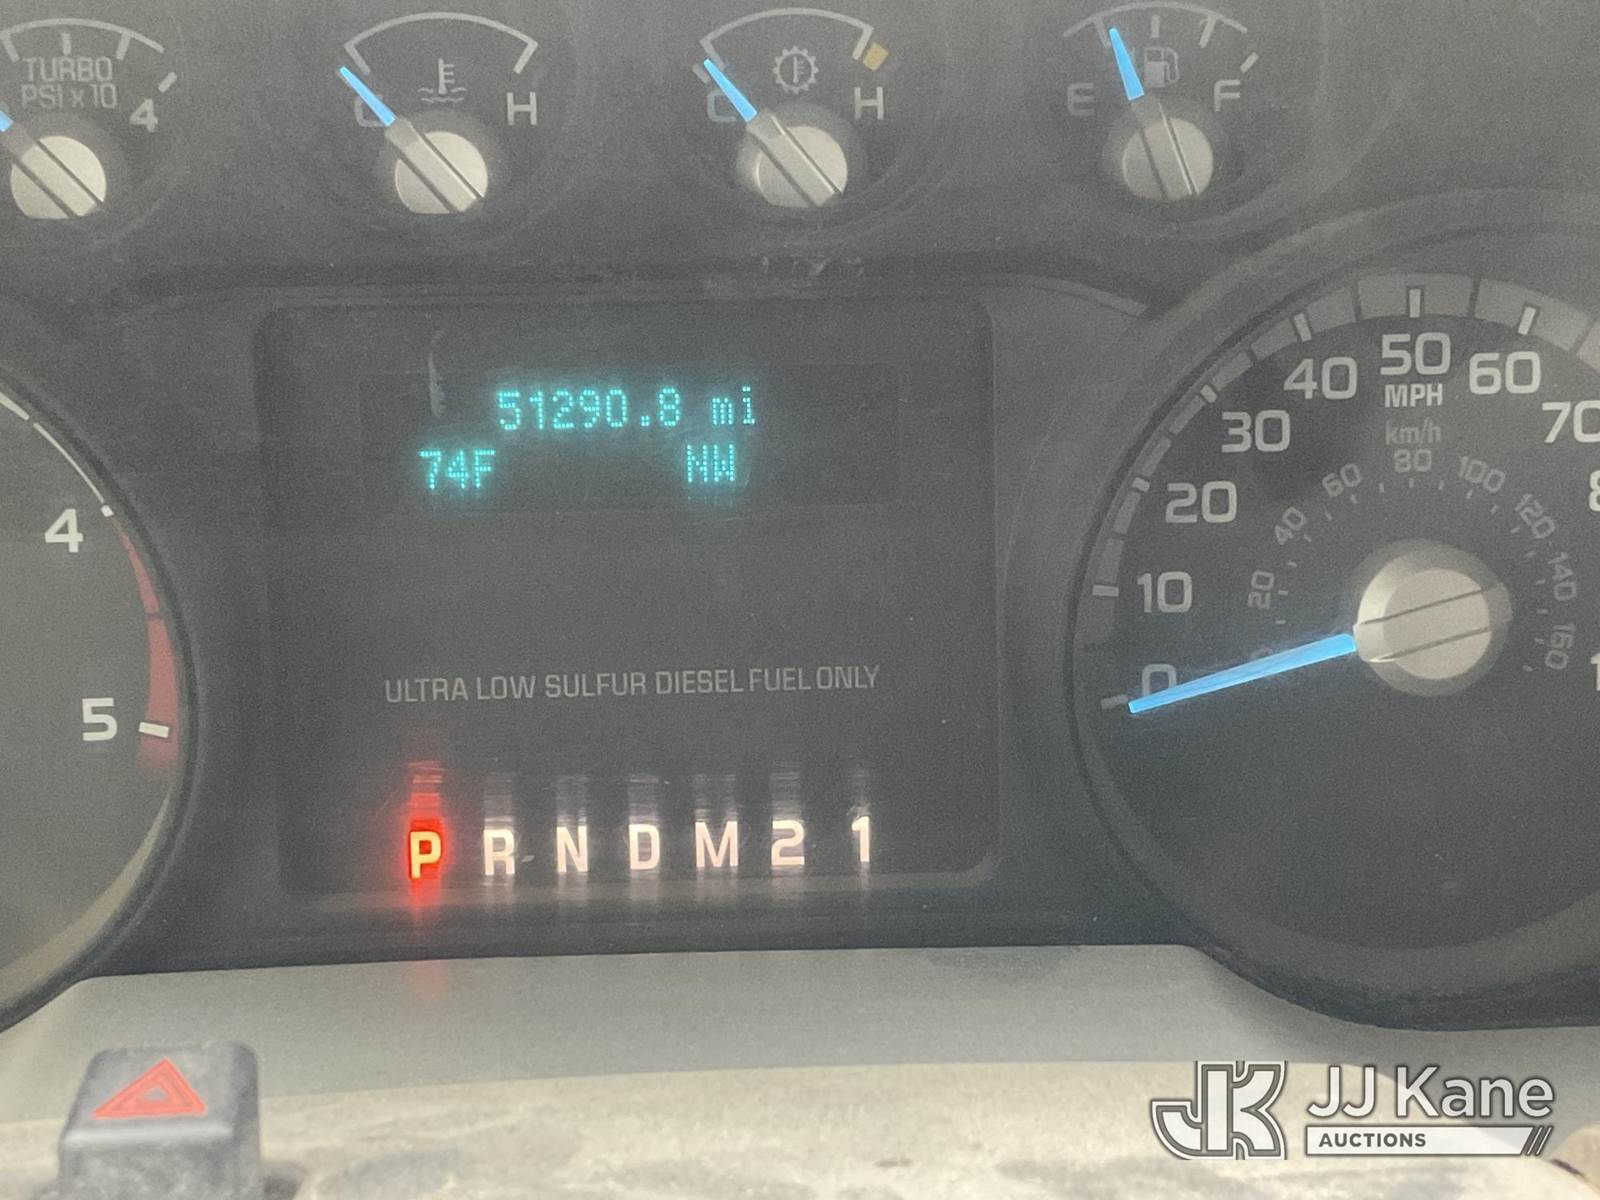 TURBO
PSI x 10
4
C
H
C
H
E
F
51290.8 mi
74F NW
4
5
ULTRA LOW SULFUR DIESEL FUEL ONLY
P R N D M 2 1
0
10
20
30
40
50
60
70
MPH
km/h
20
40
60
80
100
120
140
160
JJ Kane
AUCTIONS